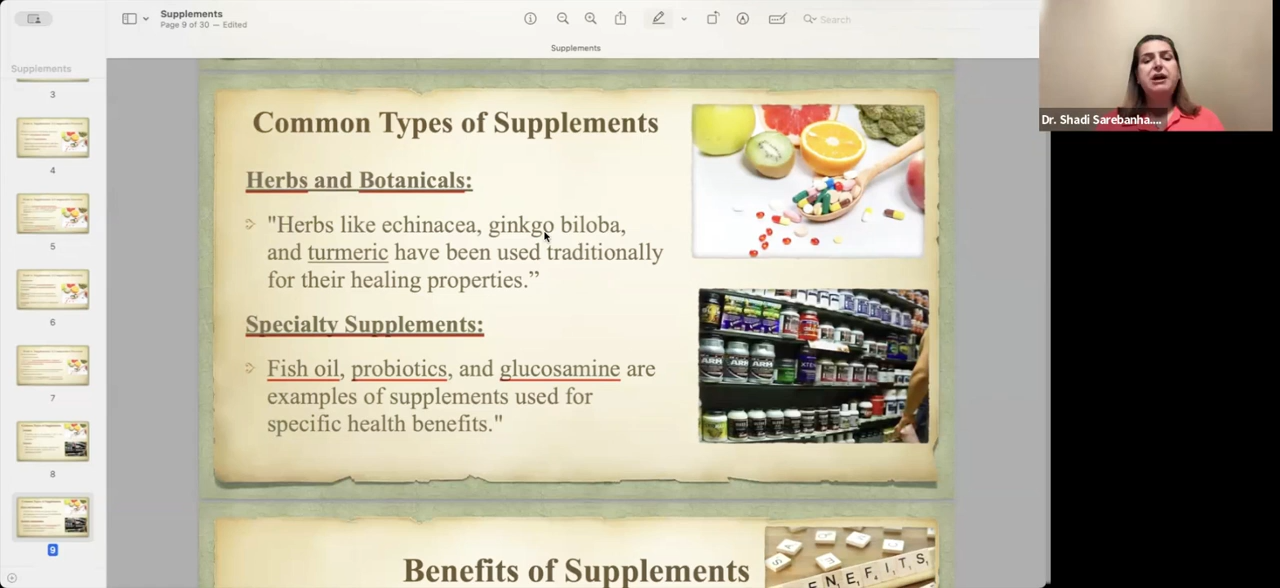 Supplements
Page 9 of 30 — Edited
Search
Supplements
Supplements
3
4
5
6
7
8
9
Common Types of Supplements
Herbs and Botanicals:
"Herbs like echinacea, ginkgo biloba,
and turmeric have been used traditionally
for their healing properties.”
Specialty Supplements:
Fish oil, probiotics, and glucosamine are
examples of supplements used for
specific health benefits."
Benefits of Supplements
ENEFITS
Dr. Shadi Sarebanha....